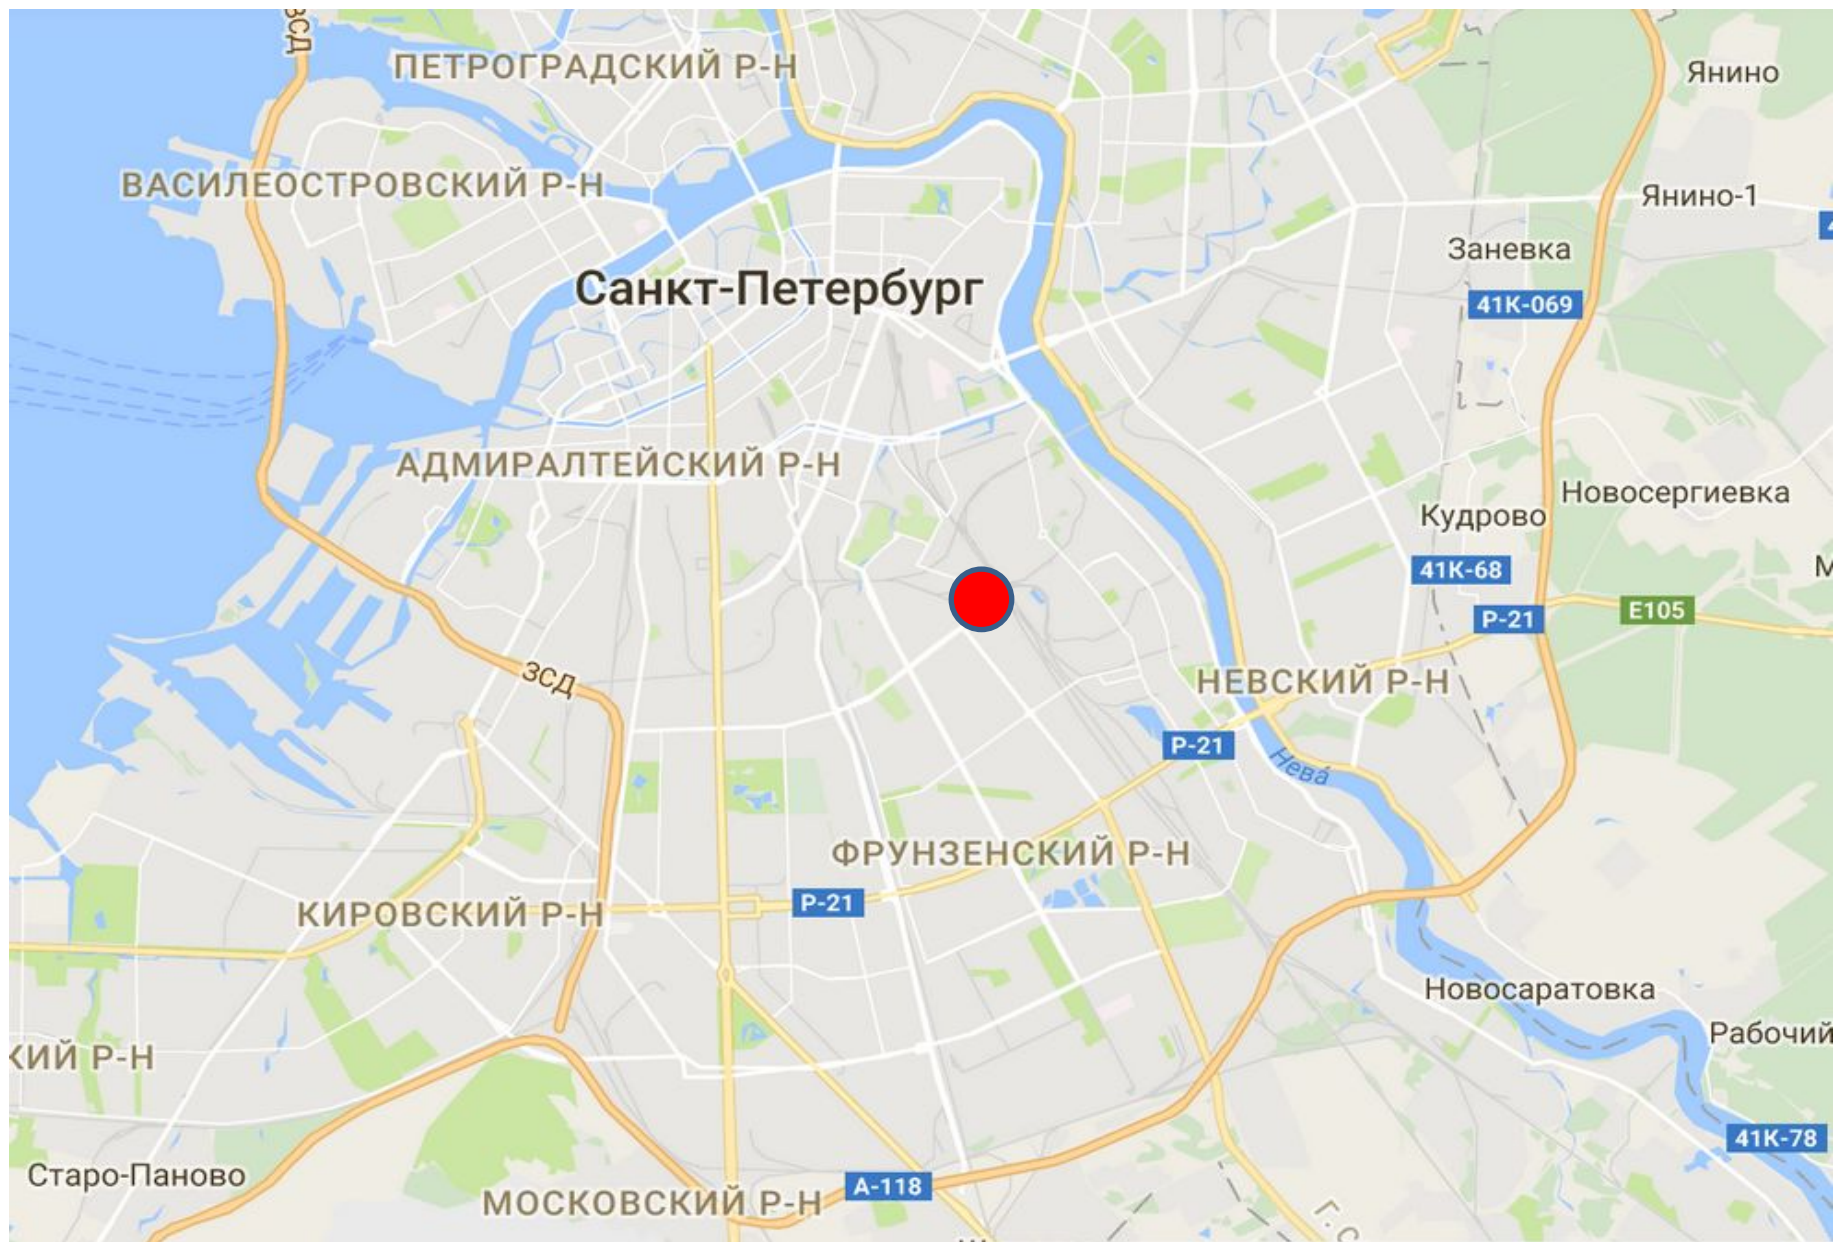 ЗСД
ПЕТРОГРАДСКИЙ Р-Н
Янино
ВАСИЛЕОСТРОВСКИЙ Р-Н
Янино-1
Заневка
Санкт-Петербург
41К-069
АДМИРАЛТЕЙСКИЙ Р-Н
Новосергиевка
Кудрово
41К-68
E105
Р-21
ЗСД
НЕВСКИЙ Р-Н
Р-21
Нева́
ФРУНЗЕНСКИЙ Р-Н
Р-21
КИРОВСКИЙ Р-Н
Новосаратовка
Рабочий
КИЙ Р-Н
41К-78
Старо-Паново
А-118
МОСКОВСКИЙ Р-Н